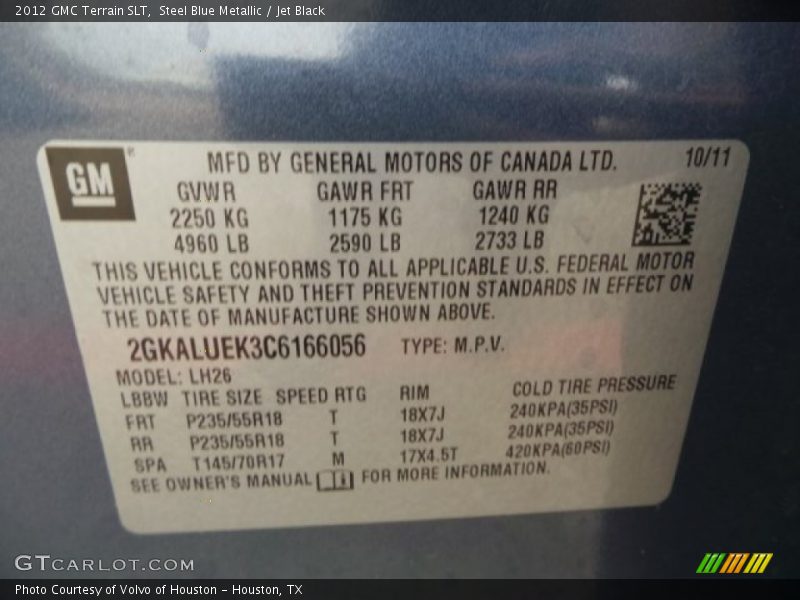 2012 GMC Terrain SLT, Steel Blue Metallic / Jet Black
GM
MFD BY GENERAL MOTORS OF CANADA LTD. 10/11
GVWR GAWR FRT GAWR RR
2250 KG 1175 KG 1240 KG
4960 LB 2590 LB 2733 LB
THIS VEHICLE CONFORMS TO ALL APPLICABLE U.S. FEDERAL MOTOR
VEHICLE SAFETY AND THEFT PREVENTION STANDARDS IN EFFECT ON
THE DATE OF MANUFACTURE SHOWN ABOVE.
2GKALUEK3C6166056 TYPE: M.P.V.
MODEL: LH26
LBBW TIRE SIZE SPEED RTG RIM COLD TIRE PRESSURE
FRT P235/55R18 T 18X7J 240KPA(35PSI)
RR P235/55R18 T 18X7J 240KPA(35PSI)
SPA T145/70R17 M 17X4.5T 420KPA(60PSI)
SEE OWNER'S MANUAL FOR MORE INFORMATION.
GTCARLOT.COM
Photo Courtesy of Volvo of Houston - Houston, TX